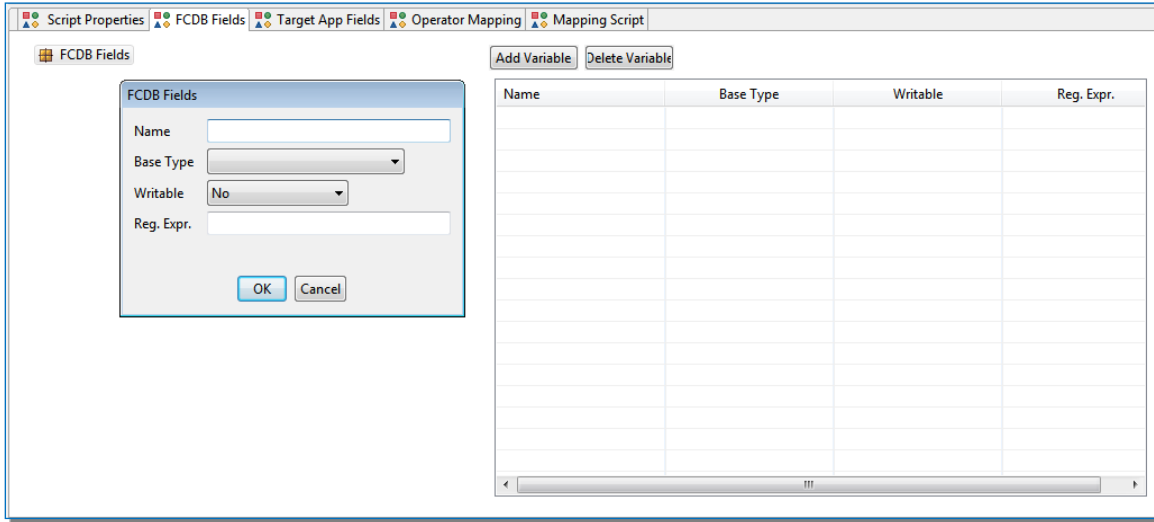 Script Properties FCDB Fields Target App Fields Operator Mapping Mapping Script
FCDB Fields
Add Variable Delete Variable
FCDB Fields
Name
Base Type
Writable No
Reg. Expr.
OK Cancel
Name Base Type Writable Reg. Expr.